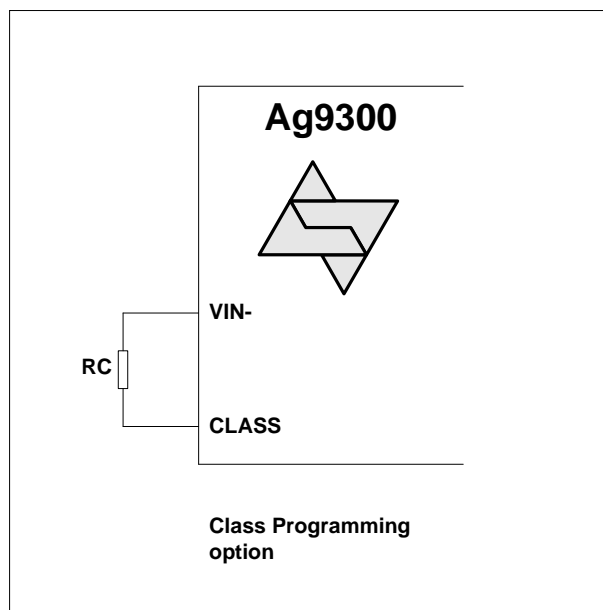 Ag9300
VIN-
RC
CLASS
Class Programming
option